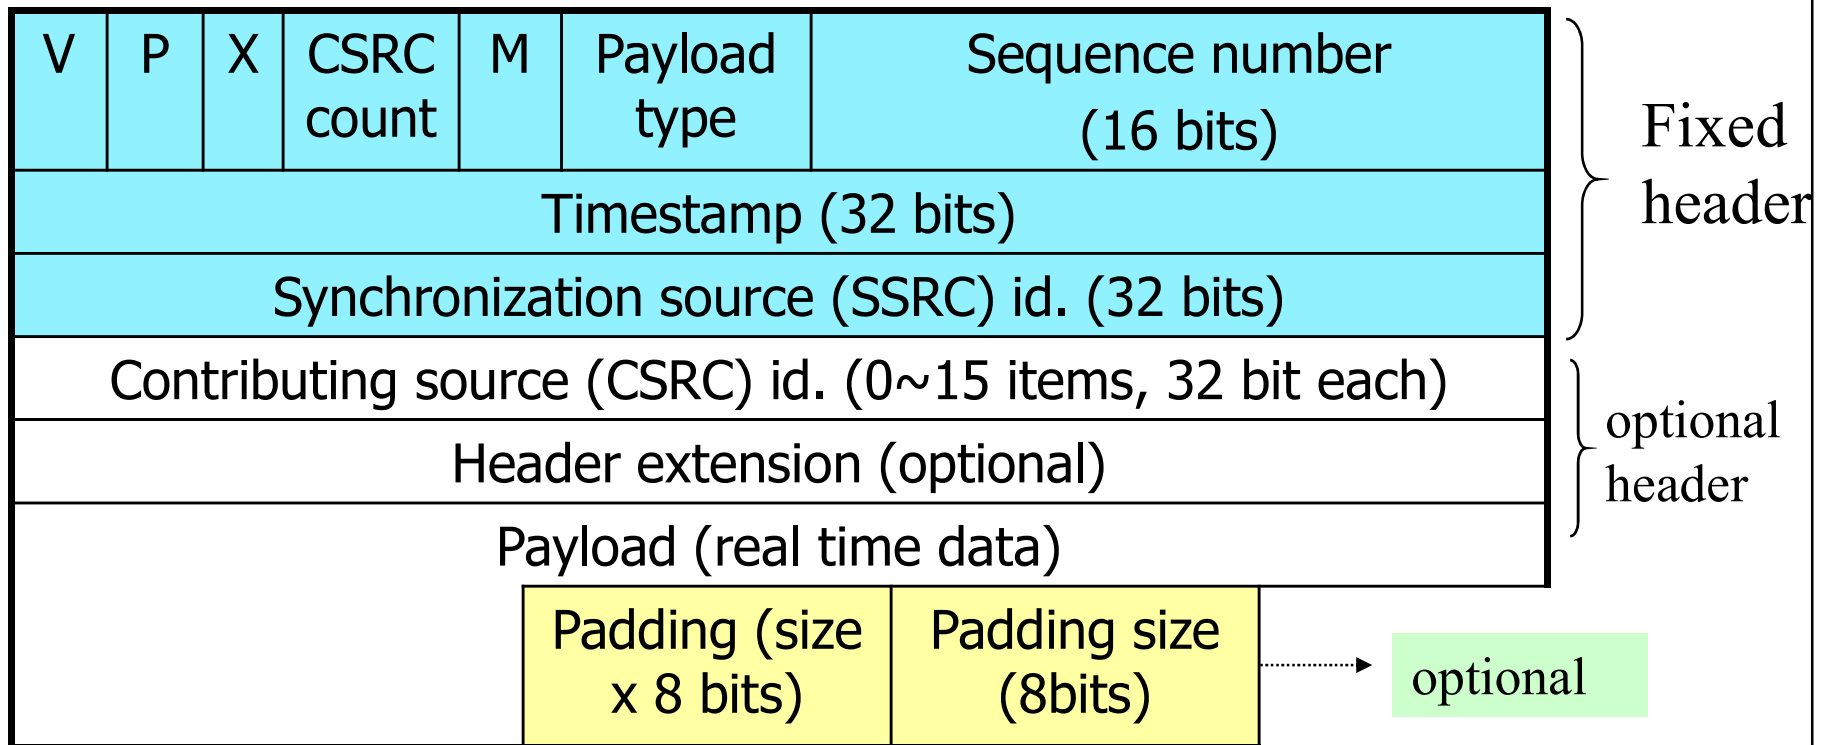 V P X CSRC count M Payload type Sequence number (16 bits)
Fixed header
Timestamp (32 bits)
Synchronization source (SSRC) id. (32 bits)
Contributing source (CSRC) id. (0~15 items, 32 bit each)
optional header
Header extension (optional)
Payload (real time data)
Padding (size x 8 bits)
Padding size (8bits)
optional